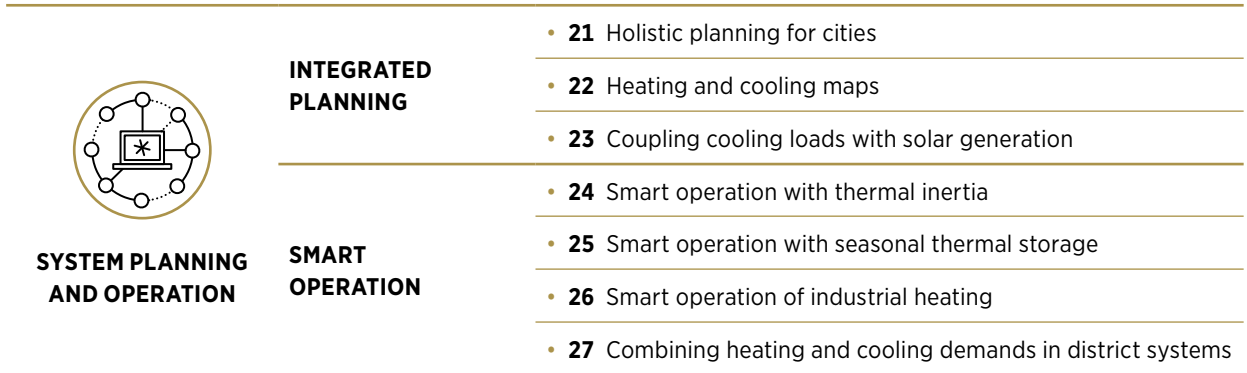 SYSTEM PLANNING
AND OPERATION
INTEGRATED
PLANNING
• 21 Holistic planning for cities
• 22 Heating and cooling maps
• 23 Coupling cooling loads with solar generation
SMART
OPERATION
• 24 Smart operation with thermal inertia
• 25 Smart operation with seasonal thermal storage
• 26 Smart operation of industrial heating
• 27 Combining heating and cooling demands in district systems